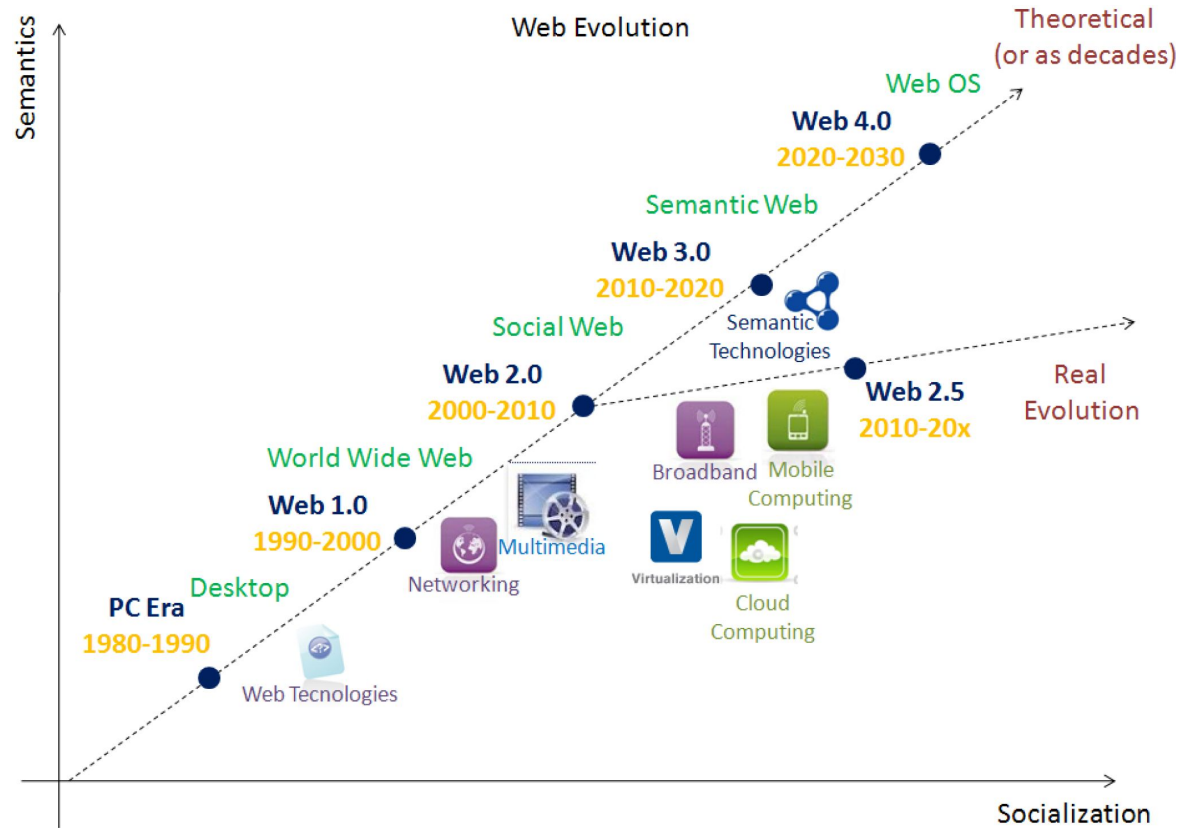 Web Evolution
Semantics
Theoretical
(or as decades)
Web OS
Web 4.0
2020-2030
Semantic Web
Web 3.0
2010-2020
Semantic
Technologies
Social Web
Web 2.0
2000-2010
Web 2.5
2010-20x
Real
Evolution
Broadband
Mobile
Computing
World Wide Web
Web 1.0
1990-2000
Networking
Multimedia
V
Virtualization
Cloud
Computing
Desktop
PC Era
1980-1990
Web Tecnologies
Socialization